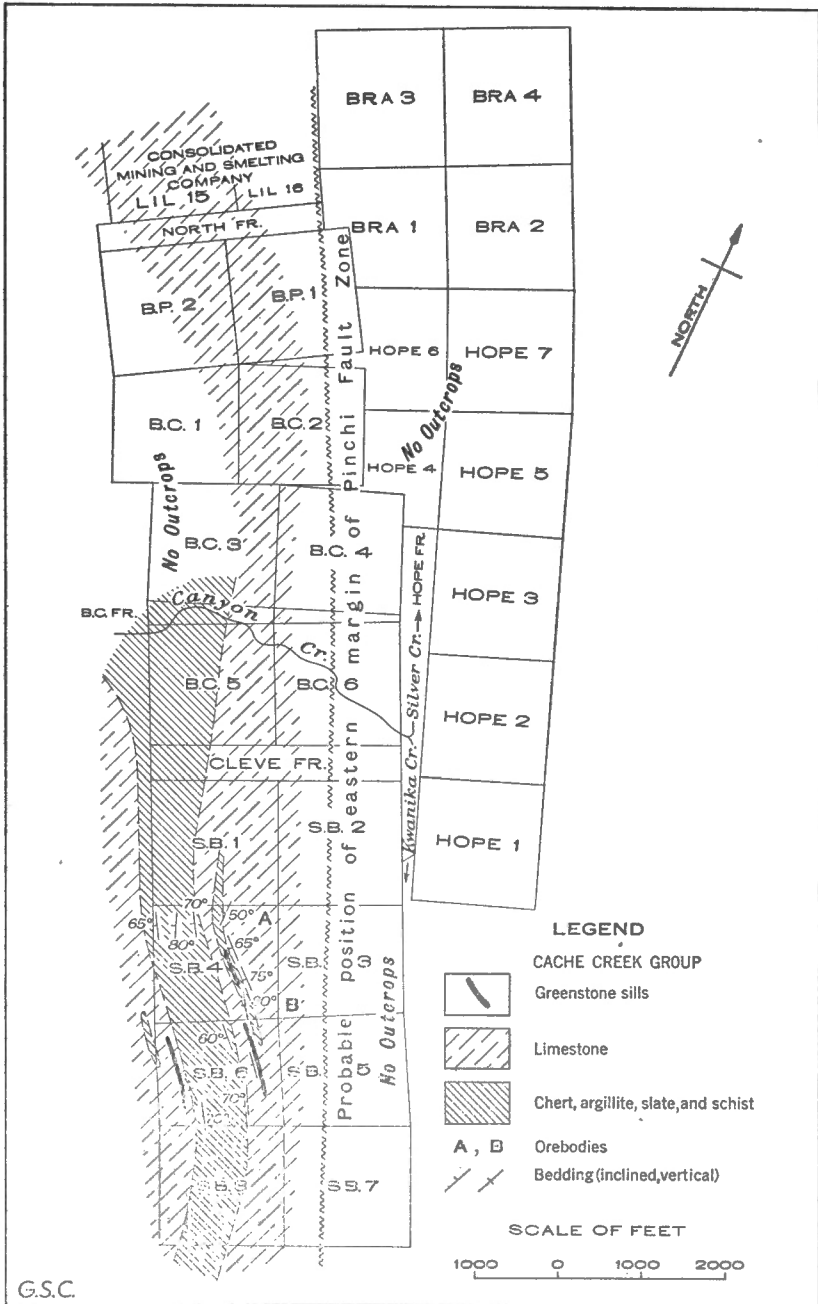 BRA 3
BRA 4
CONSOLIDATED
MINING AND SMELTING
COMPANY
LIL 15
LIL 16
NORTH FR.
BRA 1
BRA 2
NORTH
B.P. 2
B.P. 1
HOPE 6
HOPE 7
B.C. 1
B.C. 2
No Outcrops
HOPE 4
HOPE 5
No Outcrops
B.C. 3
B.C. 4
HOPE FR.
HOPE 3
B.C. FR.
Canyon
Cr.
B.C. 5
B.C. 6
Silver Cr.
HOPE 2
CLEVE FR.
Kwanika Cr.
S.B. 1
S.B. 2
HOPE 1
Probable position of eastern margin of Pinchi Fault Zone
70°
50°
A
65°
65°
80°
S.B. 4
75°
S.B. 3
B
No Outcrops
60°
S.B. 6
S.B.
70°
S.B. 7
LEGEND
CACHE CREEK GROUP
Greenstone sills
Limestone
Chert, argillite, slate, and schist
A, B Orebodies
Bedding (inclined, vertical)
SCALE OF FEET
1000 0 1000 2000
G.S.C.